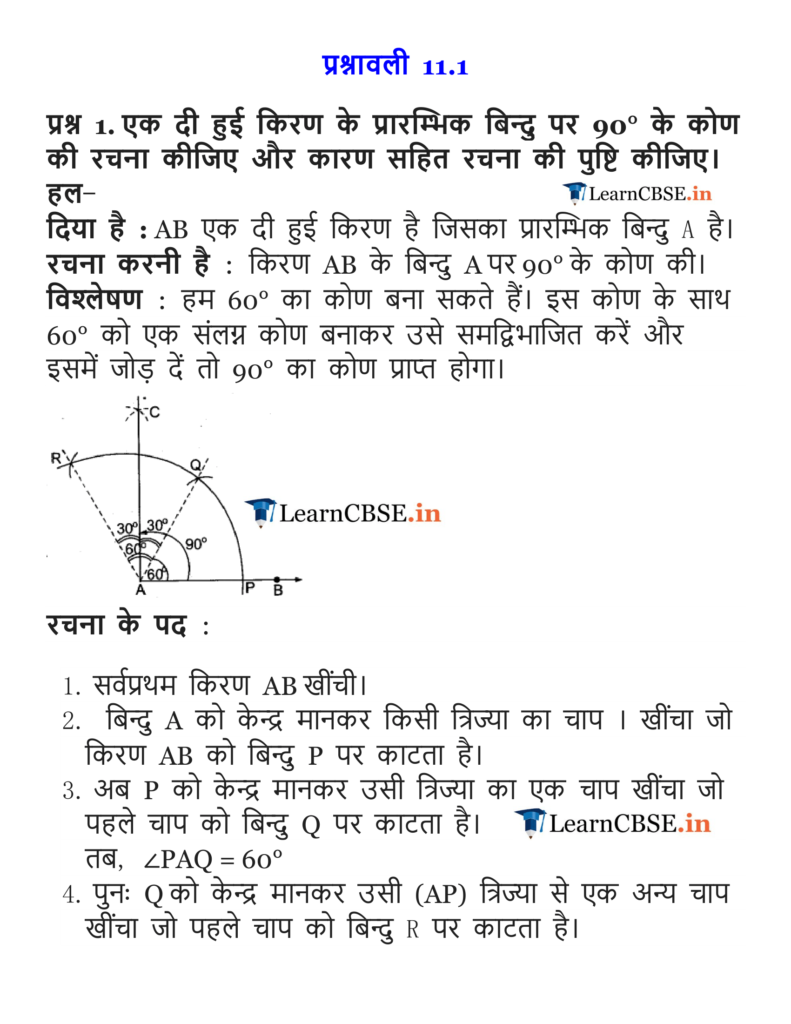 प्रश्नावली 11.1
प्रश्न 1. एक दी हुई किरण के प्रारम्भिक बिन्दु पर 90° के कोण
की रचना कीजिए और कारण सहित रचना की पुष्टि कीजिए।
हल–
LearnCBSE.in
दिया है : AB एक दी हुई किरण है जिसका प्रारम्भिक बिन्दु A है।
रचना करनी है : किरण AB के बिन्दु A पर 90° के कोण की।
विश्लेषण : हम 60° का कोण बना सकते हैं। इस कोण के साथ
60° को एक संलग्न कोण बनाकर उसे समद्विभाजित करें और
इसमें जोड़ दें तो 90° का कोण प्राप्त होगा।
C
R
Q
LearnCBSE.in
30° 30°
60° 90°
60°
A P B
रचना के पद :
1. सर्वप्रथम किरण AB खींची।
2. बिन्दु A को केन्द्र मानकर किसी त्रिज्या का चाप । खींचा जो
किरण AB को बिन्दु P पर काटता है।
3. अब P को केन्द्र मानकर उसी त्रिज्या का एक चाप खींचा जो
पहले चाप को बिन्दु Q पर काटता है।
LearnCBSE.in
तब, ∠PAQ = 60°
4. पुनः Q को केन्द्र मानकर उसी (AP) त्रिज्या से एक अन्य चाप
खींचा जो पहले चाप को बिन्दु R पर काटता है।